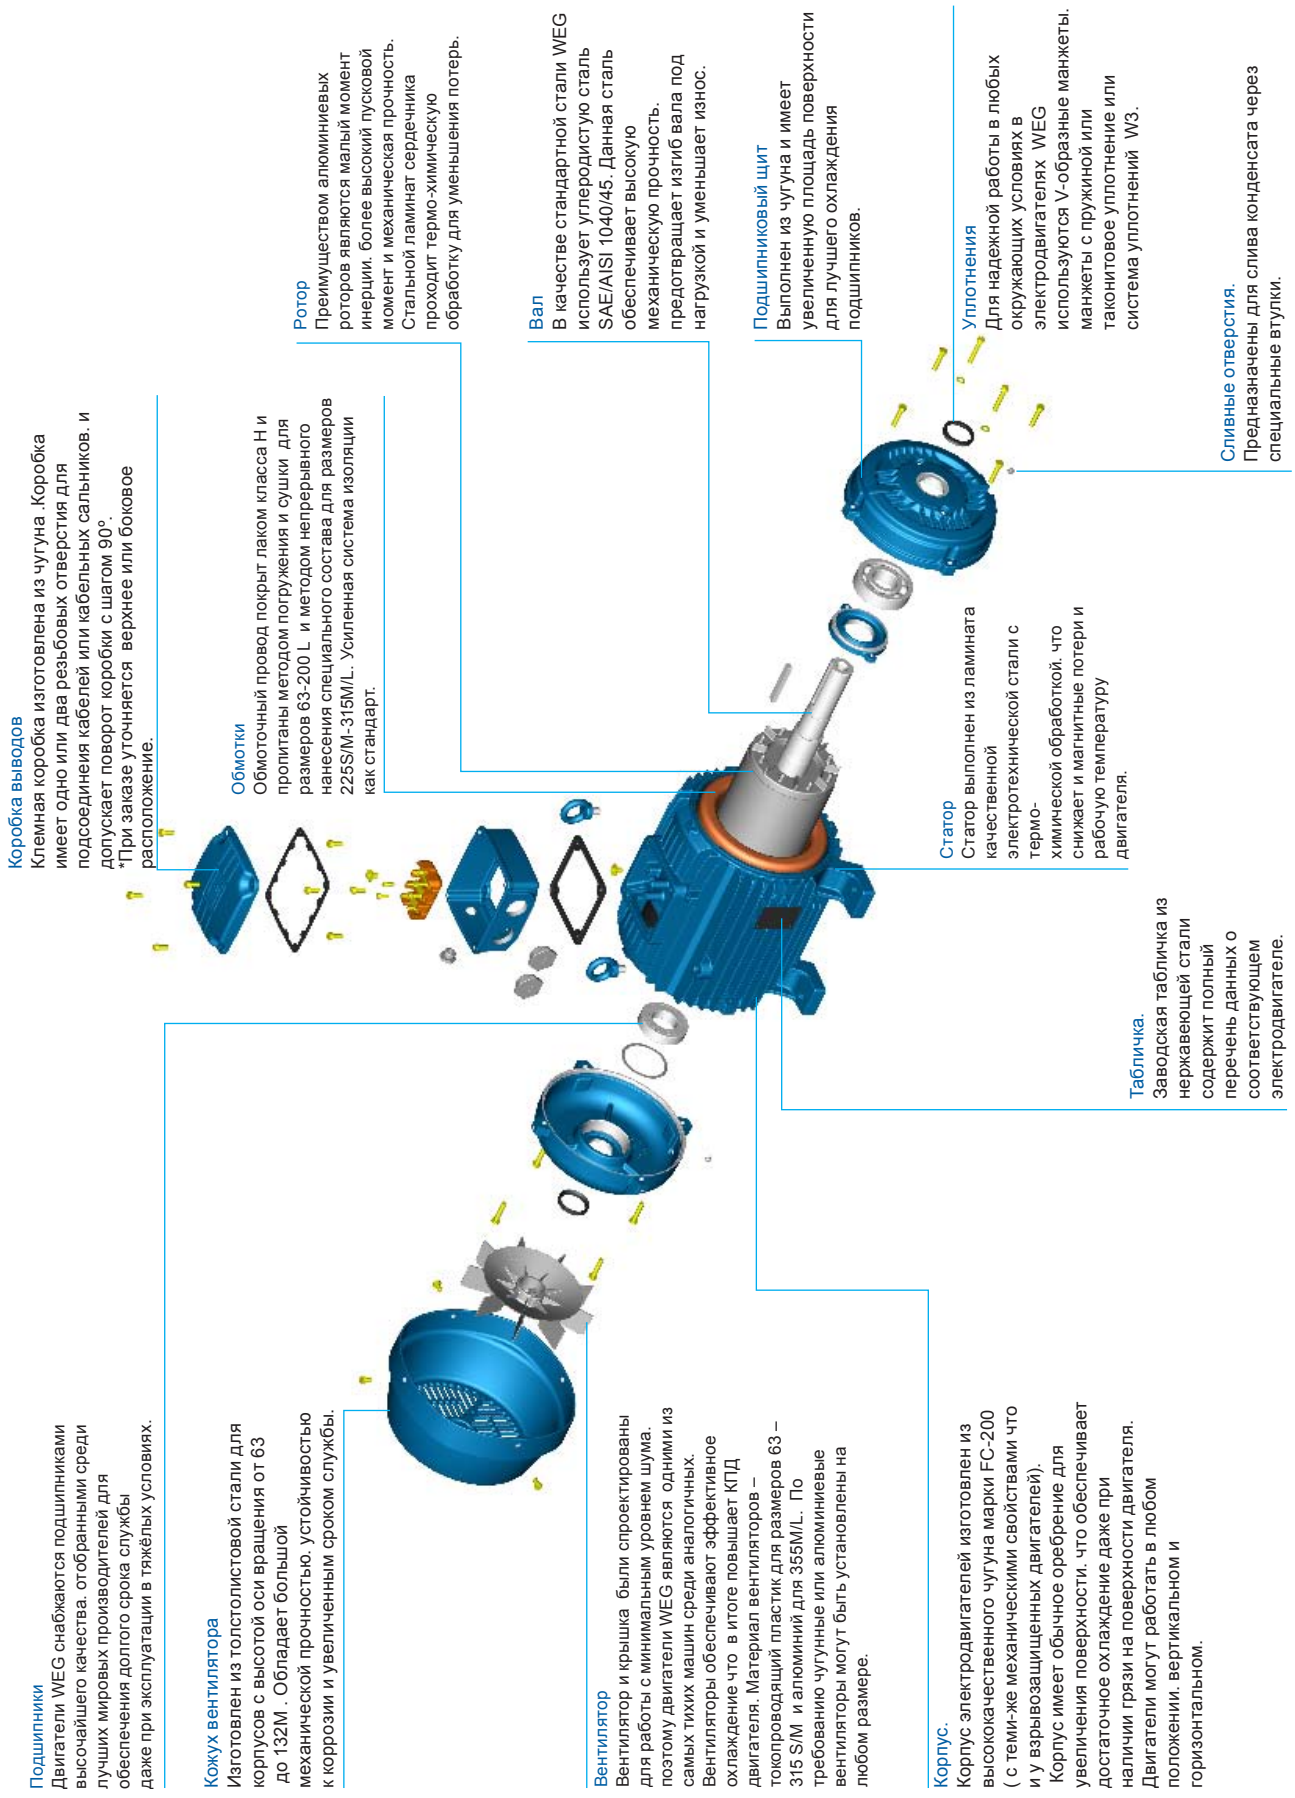 Подшипники
Двигатели WEG снабжаются подшипниками
высочайшего качества. отобранными среди
лучших мировых производителей для
обеспечения долгого срока службы
даже при эксплуатации в тяжёлых условиях.
Кожух вентилятора
Изготовлен из толстолистовой стали для
корпусов с высотой оси вращения от 63
до 132М . Обладает большой
механической прочностью. устойчивостью
к коррозии и увеличенным сроком службы.
Вентилятор
Вентилятор и крышка были спроектированы
для работы с минимальным уровнем шума.
поэтому двигатели WEG являются одними из
самых тихих машин среди аналогичных.
Вентиляторы обеспечивают эффективное
охлаждение что в итоге повышает КПД
двигателя. Материал вентиляторов –
токопроводящий пластик для размеров 63 –
315 S/M и алюминий для 355M/L. По
требованию чугунные или алюминиевые
вентиляторы могут быть установлены на
любом размере.
Корпус.
Корпус электродвигателей изготовлен из
высококачественного чугуна марки FC-200
( с теми-же механическими свойствами что
и у взрывозащищенных двигателей).
Корпус имеет обычное оребрение для
увеличения поверхности. что обеспечивает
достаточное охлаждение даже при
наличии грязи на поверхности двигателя.
Двигатели могут работать в любом
положении. вертикальном и
горизонтальном.
Коробка выводов
Клемная коробка изготовлена из чугуна .Коробка
имеет одно или два резьбовых отверстия для
подсоединеия кабелей или кабельных сальников. и
допускает поворот коробки с шагом 90°.
*При заказе уточняется верхнее или боковое
расположение.
Обмотки
Обмоточный провод покрыт лаком класса H и
пропитаны методом погружения и сушки для
размеров 63-200 L и методом непрерывного
нанесения специального состава для размеров
225S/M-315M/L. Усиленная система изоляции
как стандарт.
Статор
Статор выполнен из ламината
качественной
электротехнической стали с
термо-
химической обработкой. что
снижает и магнитные потери и
рабочую температуру
двигателя.
Табличка.
Заводская табличка из
нержавеющей стали
содержит полный
перечень данных о
соответствующем
электродвигателе.
Ротор
Преимуществом алюминиевых
роторов являются малый момент
инерции. более высокий пусковой
момент и механическая прочность.
Стальной ламинат сердечника
проходит термо-химическую
обработку для уменьшения потерь.
Вал
В качестве стандартной стали WEG
использует углеродистую сталь
SAE/AISI 1040/45. Данная сталь
обеспечивает высокую
механическую прочность.
предотвращает изгиб вала под
нагрузкой и уменьшает износ.
Подшипниковый щит
Выполнен из чугуна и имеет
увеличенную площадь поверхности
для лучшего охлаждения
подшипников.
Уплотнения
Для надежной работы в любых
окружающих условиях в
электродвигателях WEG
используются V-образные манжеты.
манжеты с пружиной или
таконитовое уплотнение или
система уплотнений W3.
Сливные отверстия.
Предназначены для слива конденсата через
специальные втулки.